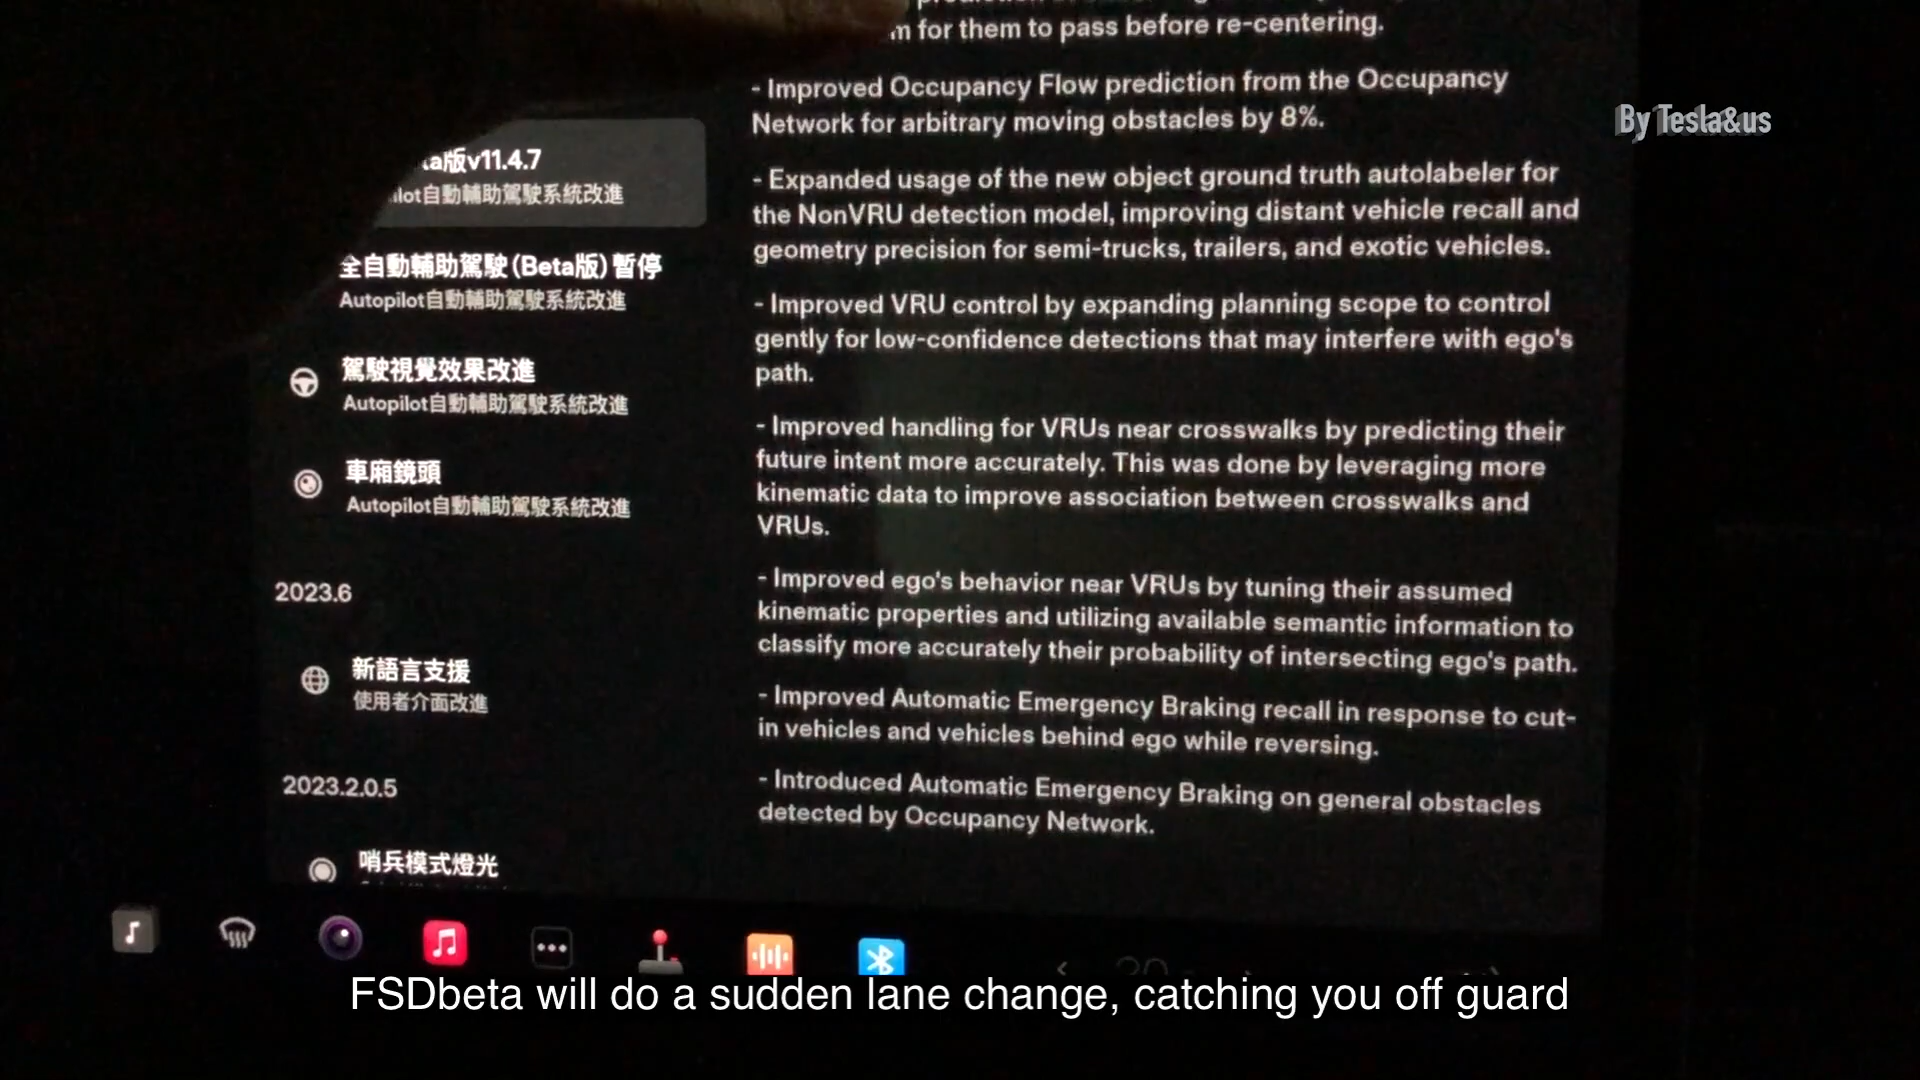 for them to pass before re-centering.
- Improved Occupancy Flow prediction from the Occupancy
Network for arbitrary moving obstacles by 8%.
- Expanded usage of the new object ground truth autolabeler for
the NonVRU detection model, improving distant vehicle recall and
geometry precision for semi-trucks, trailers, and exotic vehicles.
- Improved VRU control by expanding planning scope to control
gently for low-confidence detections that may interfere with ego's
path.
- Improved handling for VRUs near crosswalks by predicting their
future intent more accurately. This was done by leveraging more
kinematic data to improve association between crosswalks and
VRUs.
- Improved ego's behavior near VRUs by tuning their assumed
kinematic properties and utilizing available semantic information to
classify more accurately their probability of intersecting ego's path.
- Improved Automatic Emergency Braking recall in response to cut-
in vehicles and vehicles behind ego while reversing.
- Introduced Automatic Emergency Braking on general obstacles
detected by Occupancy Network.
By Tesla&us
版v11.4.7
自動輔助駕駛系統改進
全自動輔助駕駛(Beta版)暫停
Autopilot自動輔助駕駛系統改進
駕駛視覺效果改進
Autopilot自動輔助駕駛系統改進
車廂鏡頭
Autopilot自動輔助駕駛系統改進
2023.6
新語言支援
使用者介面改進
2023.2.0.5
哨兵模式燈光
FSDbeta will do a sudden lane change, catching you off guard